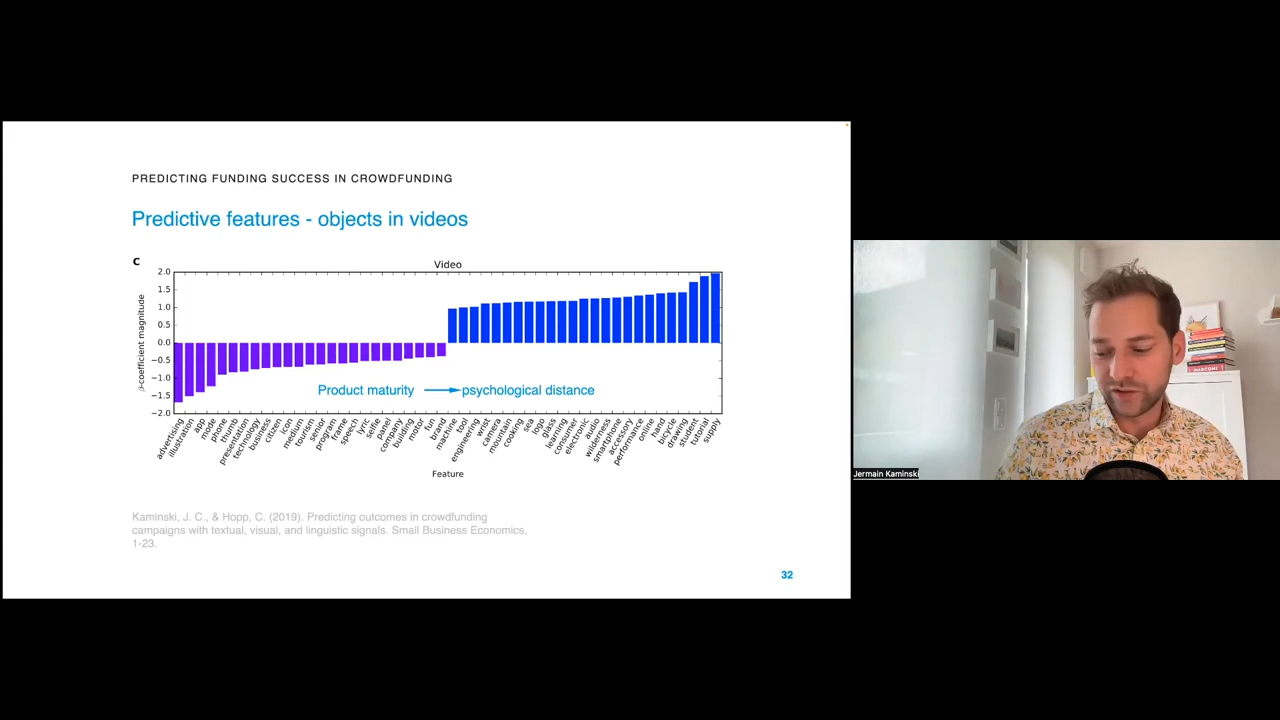 PREDICTING FUNDING SUCCESS IN CROWDFUNDING
Predictive features - objects in videos
C
Video
2.0
1.5
1.0
0.5
0.0
−0.5
−1.0
−1.5
−2.0
β-coefficient magnitude
Product maturity
psychological distance
advertising
illustration
app
mode
phone
thumb
presentation
technology
business
citizen
icon
medium
tourism
senior
program
frame
speech
lyric
selfie
panel
company
building
motor
fun
brand
machine
tool
engineering
wrist
camera
mountain
cooking
sea
logo
glass
learning
consumer
electronic
audio
wilderness
smartphone
accessory
performance
online
hard
bicycle
drawing
student
tutorial
supply
Feature
Kaminski, J. C., & Hopp, C. (2019). Predicting outcomes in crowdfunding
campaigns with textual, visual, and linguistic signals. Small Business Economics,
1-23.
32
Jermain Kaminski
MARCONI